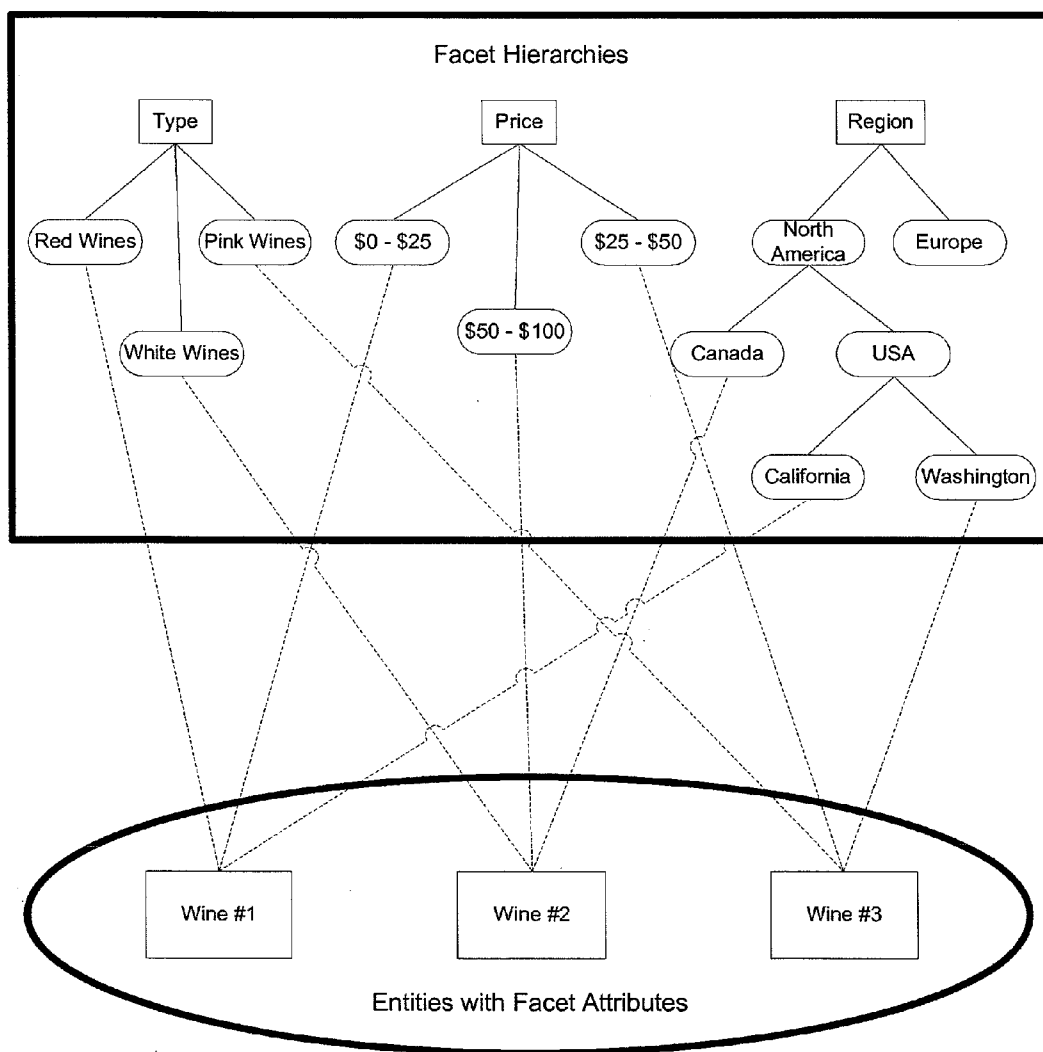 Facet Hierarchies
Type
Price
Region
Red Wines
Pink Wines
$0 - $25
$25 - $50
North
America
Europe
White Wines
$50 - $100
Canada
USA
California
Washington
Wine #1
Wine #2
Wine #3
Entities with Facet Attributes